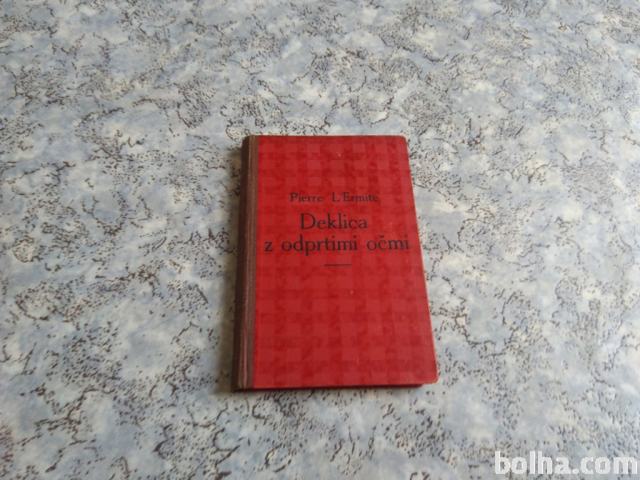 Pierre L'Ermite
Deklica
z odprtimi očmi
bolha.com